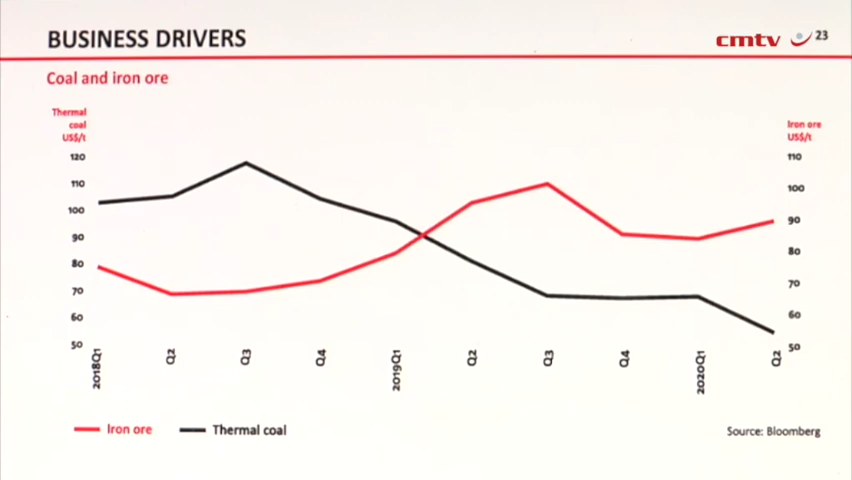 BUSINESS DRIVERS
cmtv 23
Coal and iron ore
Thermal
coal
US$/t
Iron ore
US$/t
120
110
100
90
80
70
60
50
110
100
90
80
70
60
50
2018Q1
Q2
Q3
Q4
2019Q1
Q2
Q3
Q4
2020Q1
Q2
Iron ore
Thermal coal
Source: Bloomberg